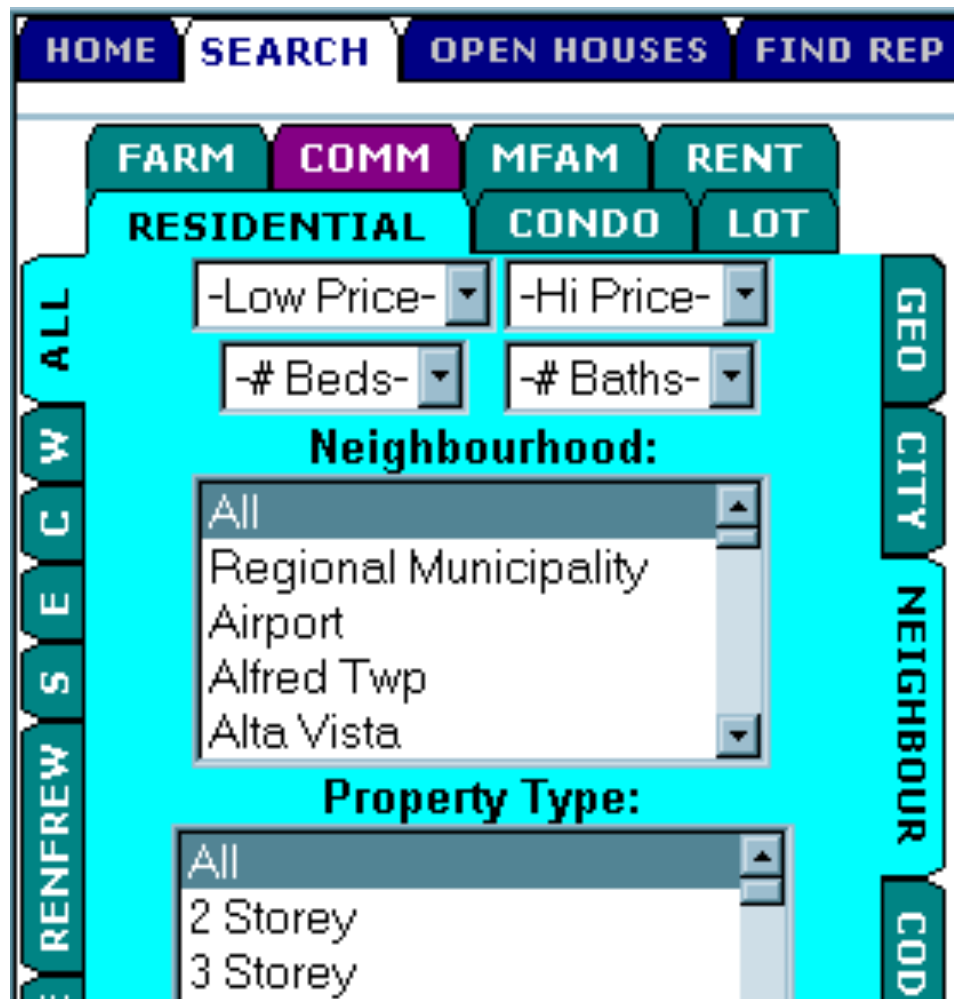 HOME SEARCH OPEN HOUSES FIND REP
FARM COMM MFAM RENT
RESIDENTIAL CONDO LOT
-Low Price- -Hi Price-
-# Beds- -# Baths-
Neighbourhood:
All
Regional Municipality
Airport
Alfred Twp
Alta Vista
Property Type:
All
2 Storey
3 Storey
ALL
W
C
E
S
RENFREW
E
GEO
CITY
NEIGHBOUR
COD